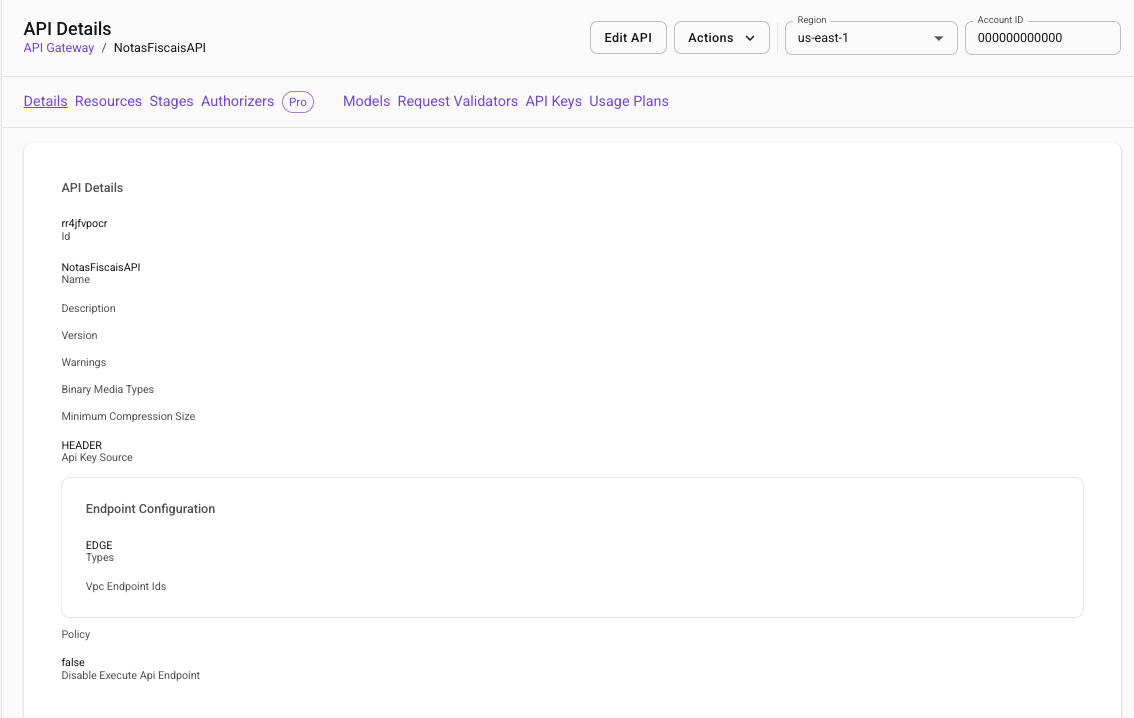 API Details
API Gateway / NotasFiscaisAPI
Edit API
Actions
Region
us-east-1
Account ID
000000000000
Details Resources Stages Authorizers Pro Models Request Validators API Keys Usage Plans
API Details
rr4jfvpocr
Id
NotasFiscaisAPI
Name
Description
Version
Warnings
Binary Media Types
Minimum Compression Size
HEADER
Api Key Source
Endpoint Configuration
EDGE
Types
Vpc Endpoint Ids
Policy
false
Disable Execute Api Endpoint